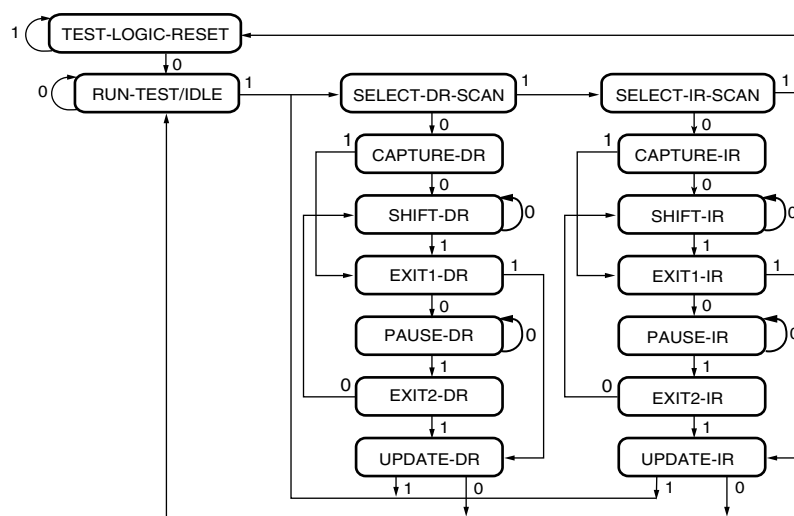 1 TEST-LOGIC-RESET
0
0 RUN-TEST/IDLE 1 SELECT-DR-SCAN 1 SELECT-IR-SCAN 1
0 0
1 CAPTURE-DR 1 CAPTURE-IR
0 0
SHIFT-DR 0 SHIFT-IR 0
1 1
EXIT1-DR 1 EXIT1-IR 1
0 0
PAUSE-DR 0 PAUSE-IR 0
1 1
0 EXIT2-DR 0 EXIT2-IR
1 1
UPDATE-DR UPDATE-IR
1 0 1 0